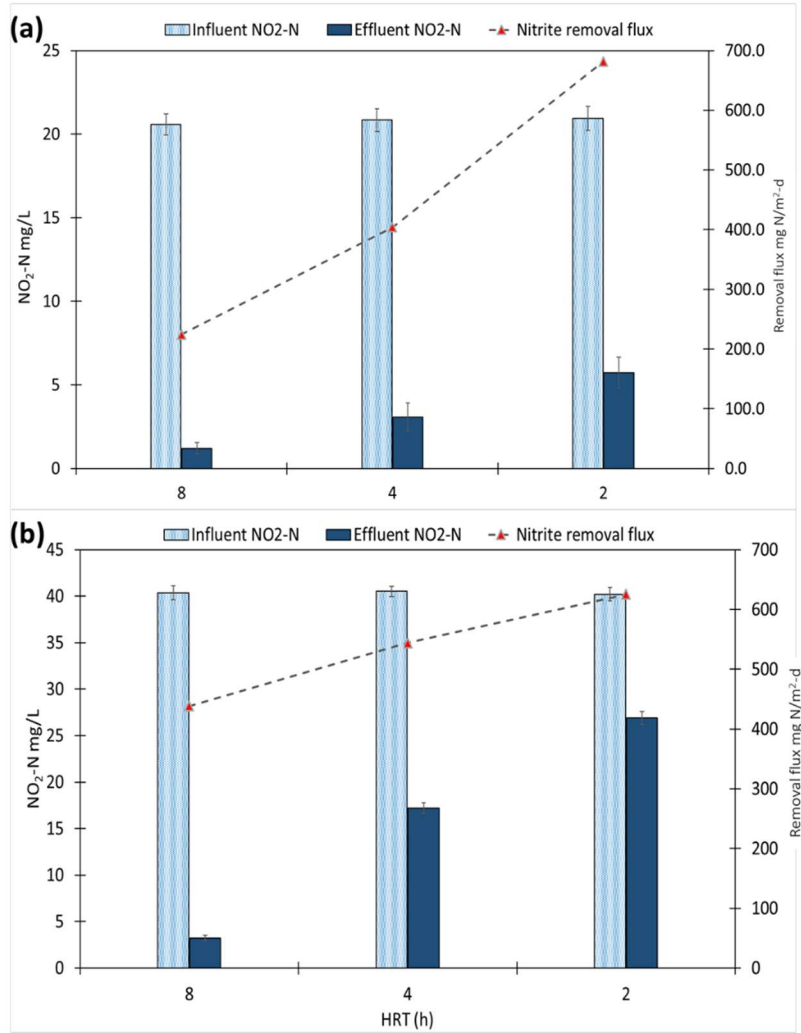 (a)
Influent NO2-N Effluent NO2-N Nitrite removal flux
25
20
15
10
5
0
NO₂-N mg/L
700.0
600.0
500.0
400.0
300.0
200.0
100.0
0.0
Removal flux mg N/m²-d
8 4 2
(b)
Influent NO2-N Effluent NO2-N Nitrite removal flux
45
40
35
30
25
20
15
10
5
0
NO₂-N mg/L
700
600
500
400
300
200
100
0
Removal flux mg N/m²-d
8 4 2
HRT (h)